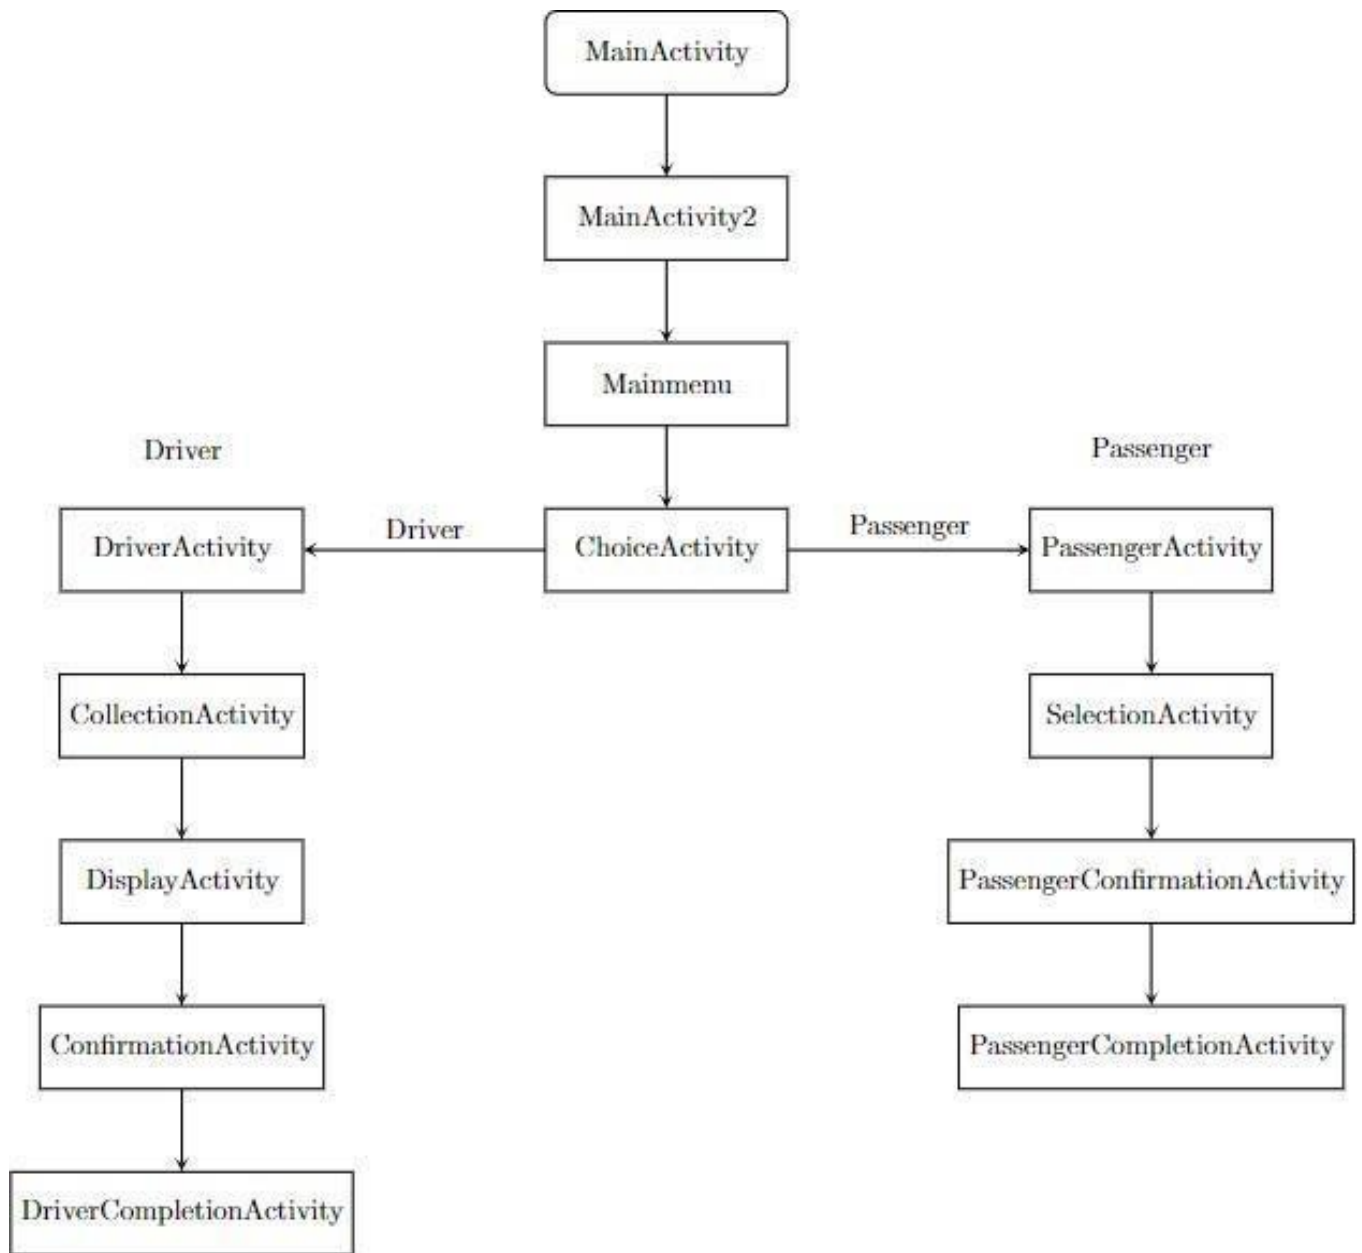 MainActivity
MainActivity2
Mainmenu
Driver
Passenger
DriverActivity
Driver
ChoiceActivity
Passenger
PassengerActivity
CollectionActivity
SelectionActivity
DisplayActivity
PassengerConfirmationActivity
ConfirmationActivity
PassengerCompletionActivity
DriverCompletionActivity